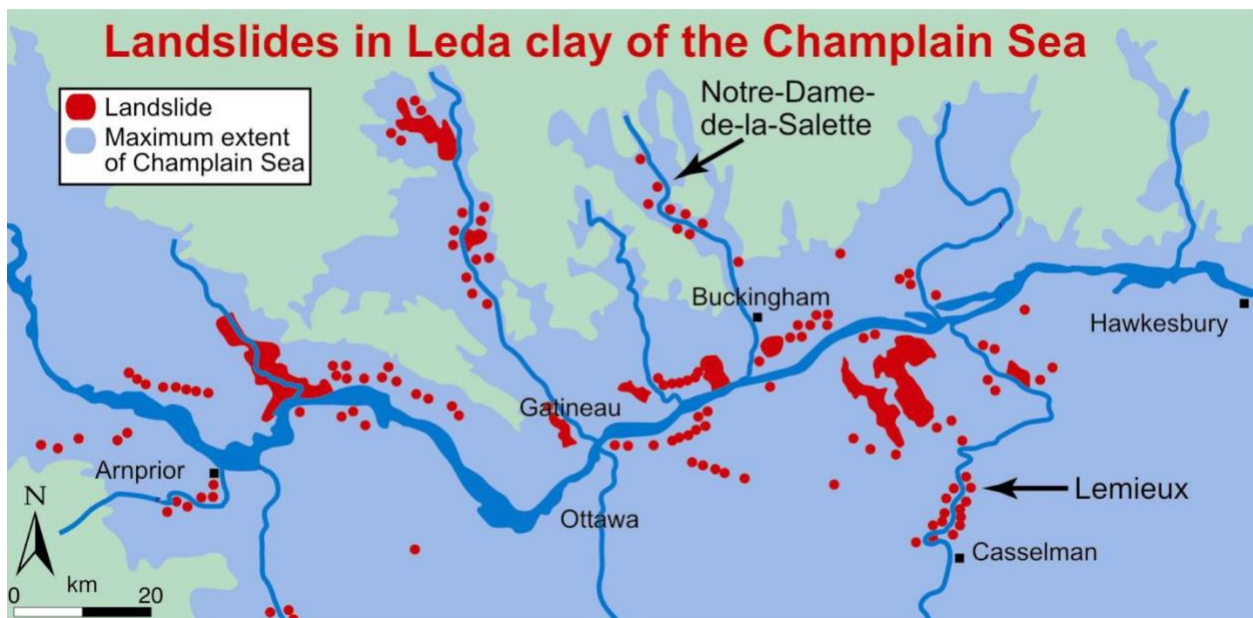 Landslides in Leda clay of the Champlain Sea
Landslide
Maximum extent
of Champlain Sea
Notre-Dame-
de-la-Salette
Buckingham
Hawkesbury
Gatineau
Arnprior
Lemieux
N
Ottawa
Casselman
km
0 20